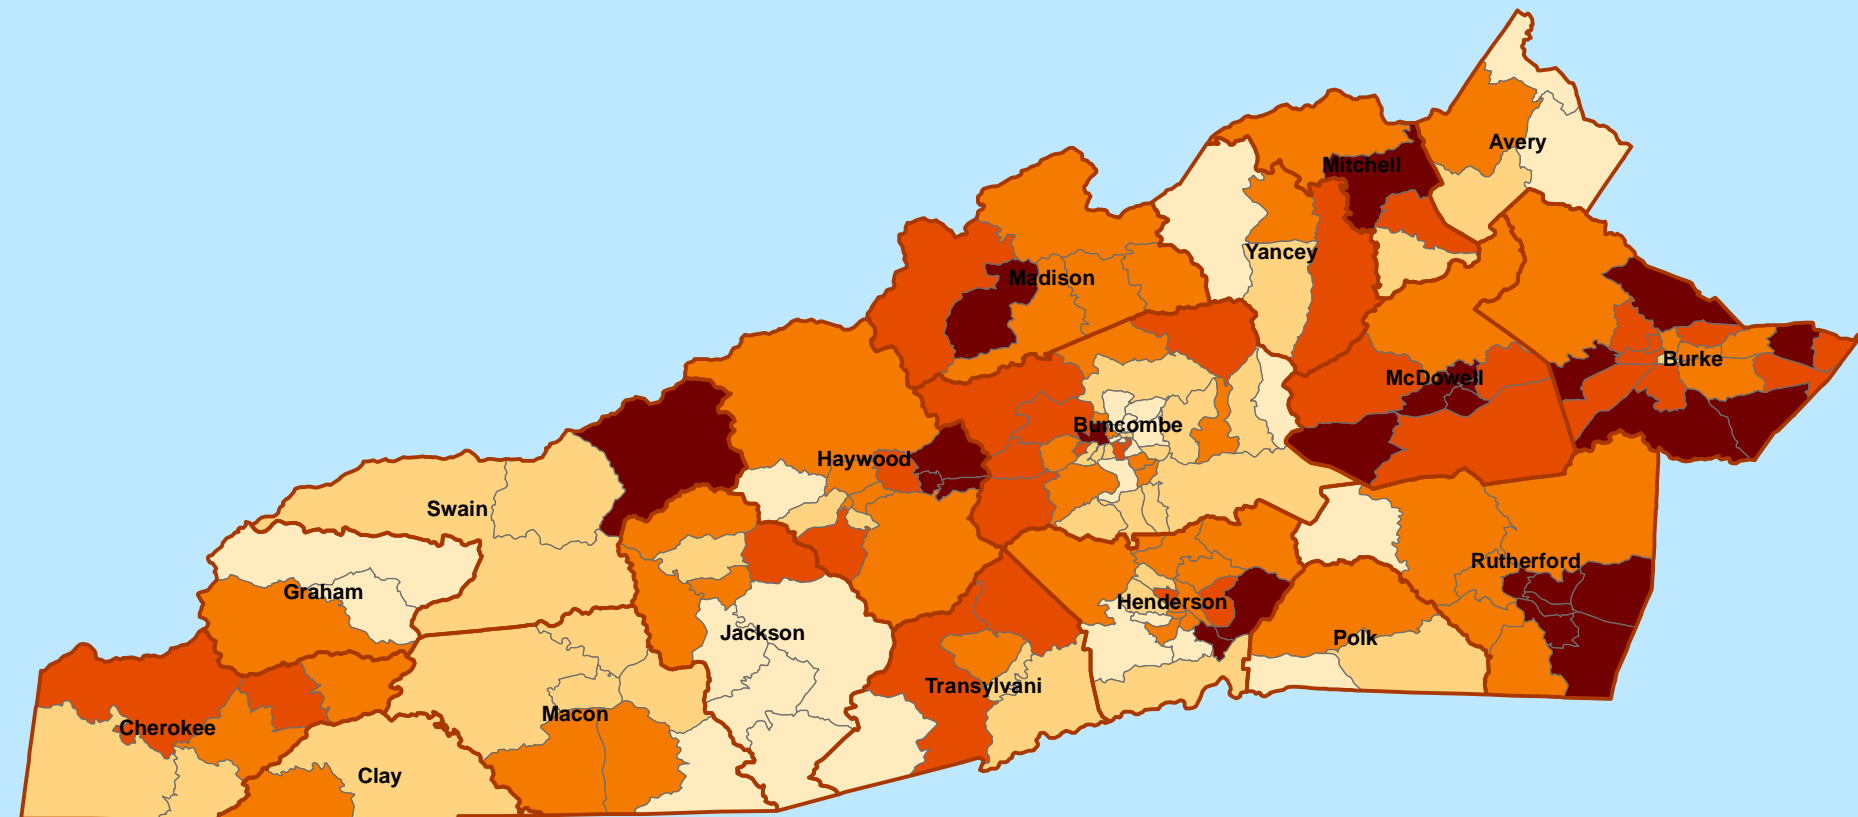 Avery
Mitchell
Yancey
Madison
Burke
McDowell
Buncombe
Haywood
Swain
Rutherford
Graham
Henderson
Jackson
Polk
Transylvani
Macon
Cherokee
Clay